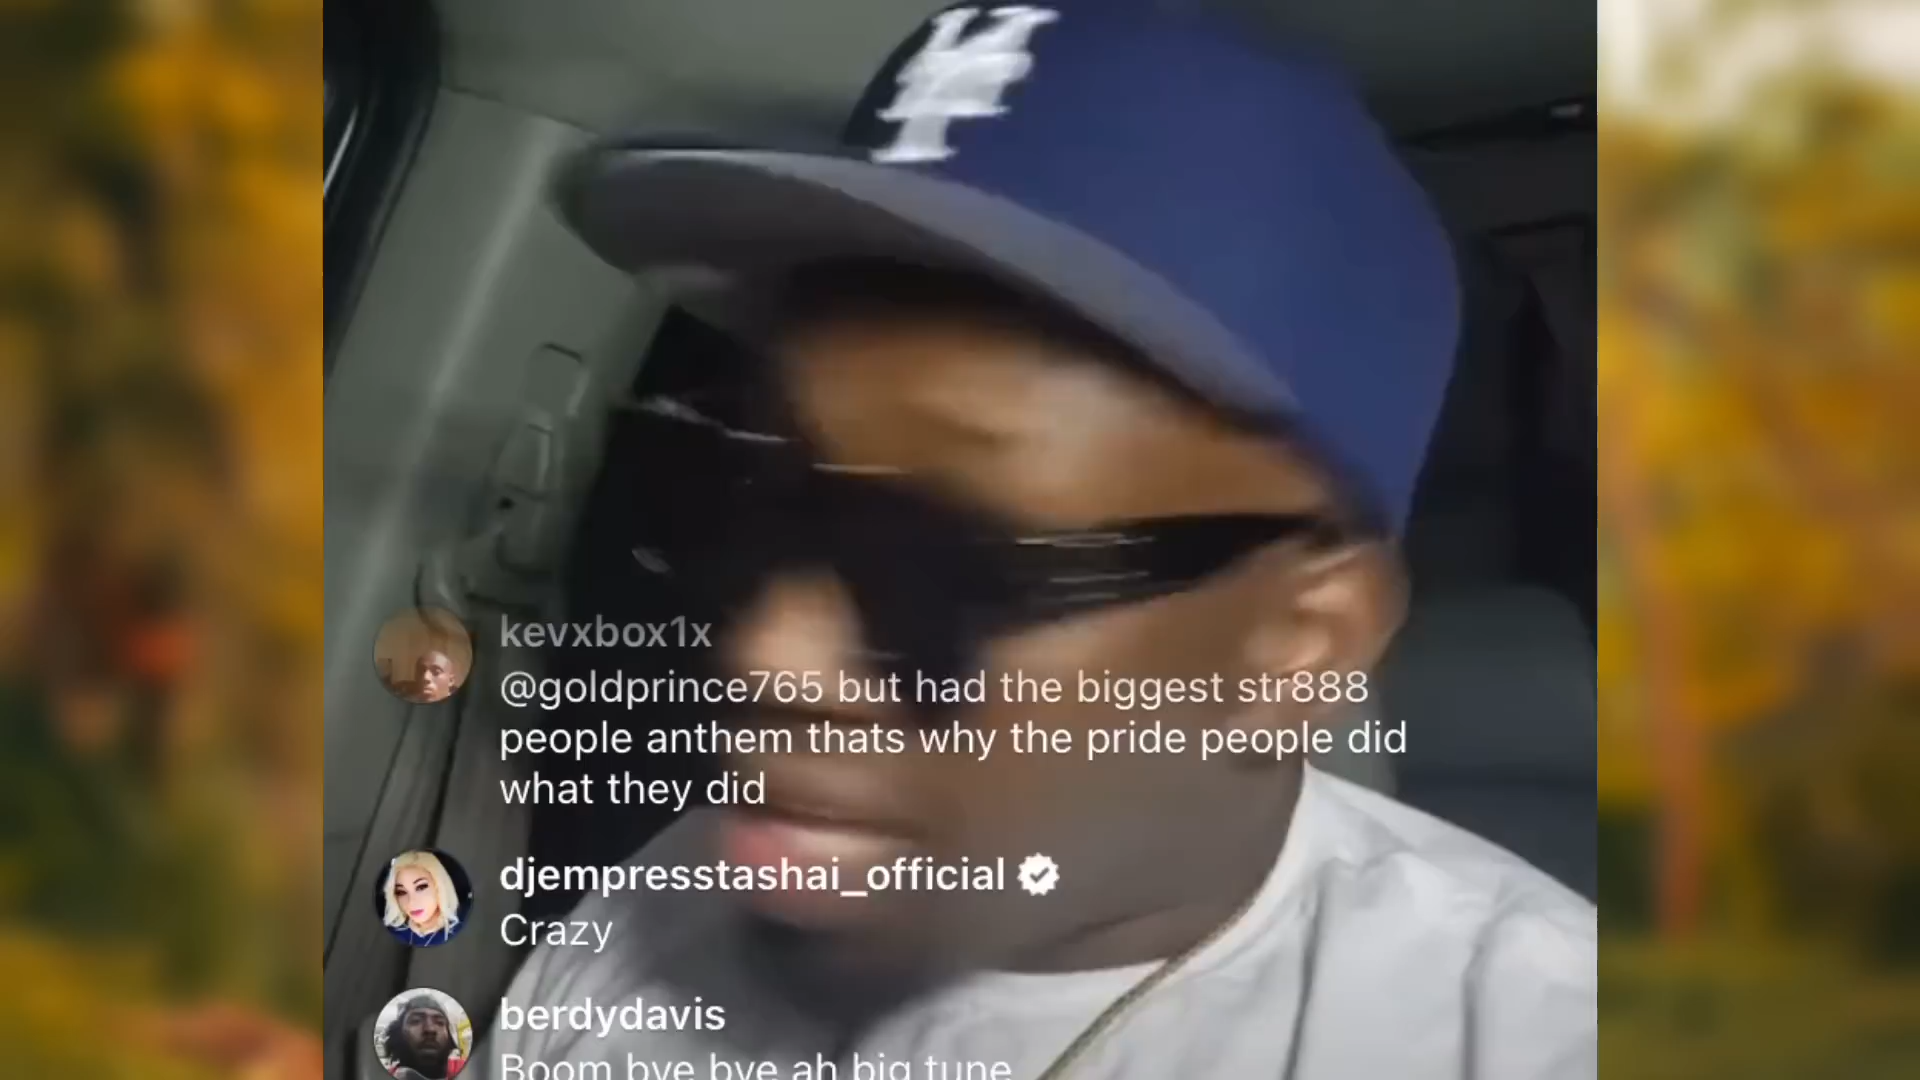 kevxbox1x
@goldprince765 but had the biggest str888
people anthem thats why the pride people did
what they did
djempresstashai_official
Crazy
berdydavis
Boom bye bye ah big tune